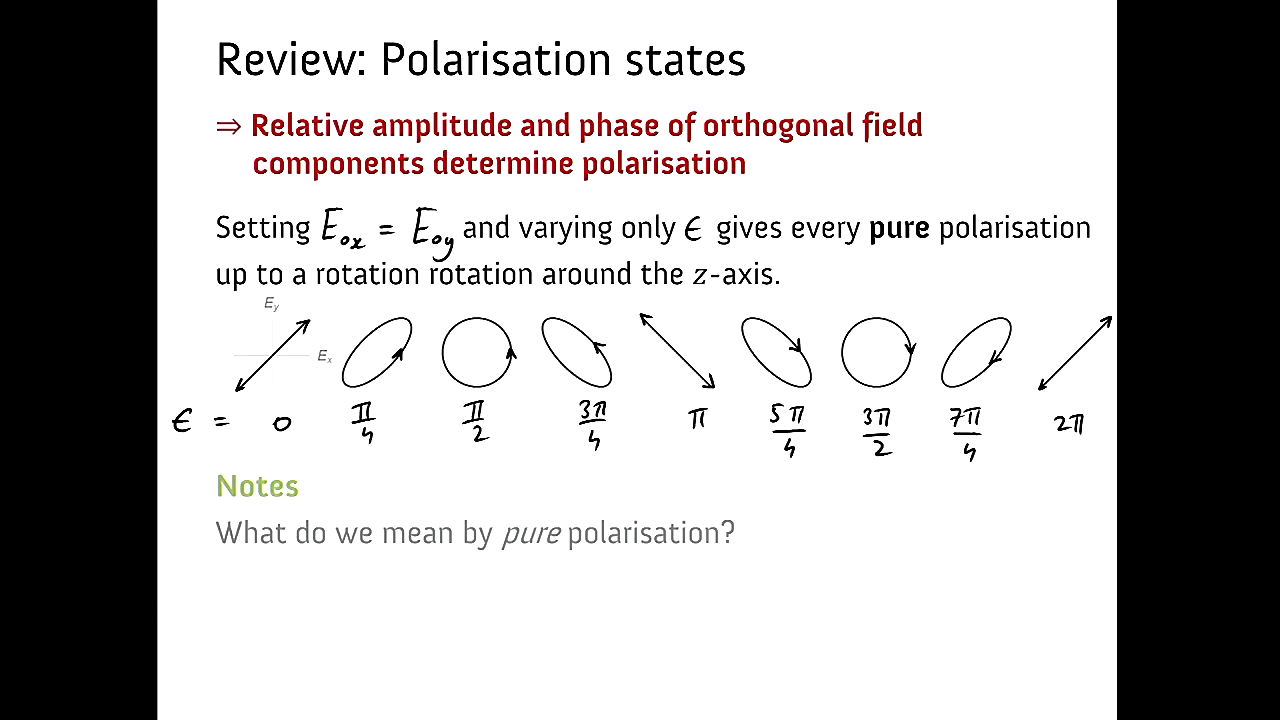 Review: Polarisation states
⇒ Relative amplitude and phase of orthogonal field
components determine polarisation
Setting E₀ₓ = E₀y and varying only ϵ gives every pure polarisation
up to a rotation rotation around the z-axis.
Ey
Ex
ϵ = 0 π/4 π/2 3π/4 π 5π/4 3π/2 7π/4 2π
Notes
What do we mean by pure polarisation?